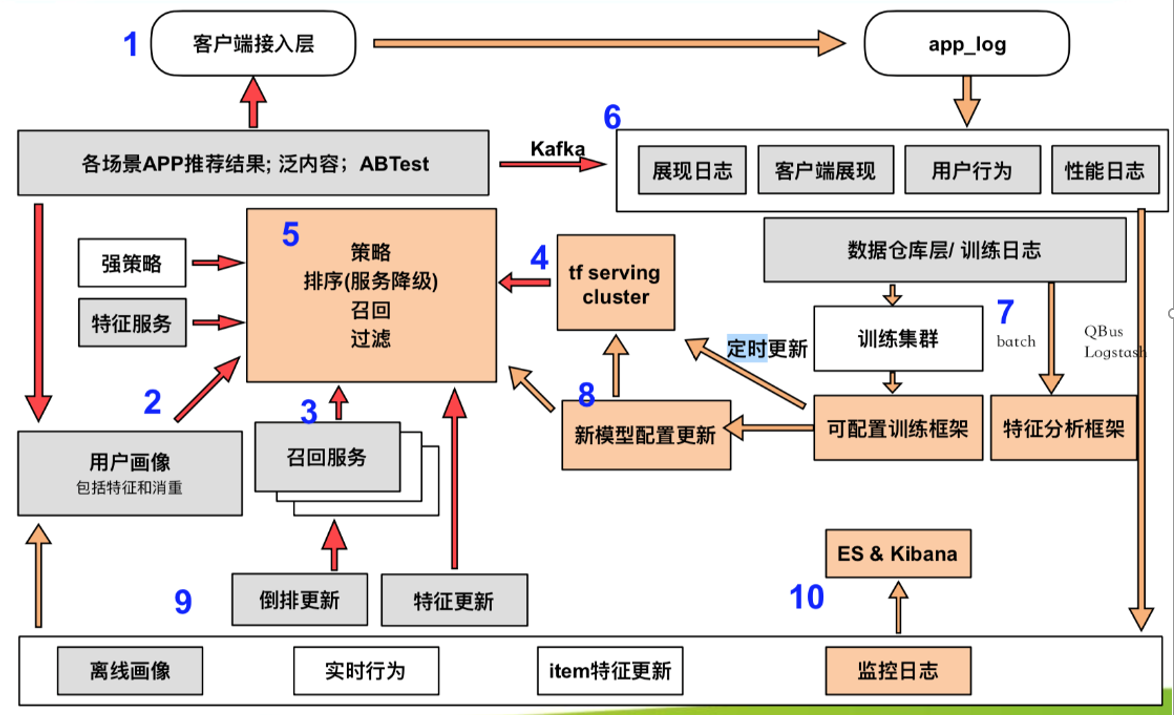 1
客户端接入层
app_log
6
各场景APP推荐结果; 泛内容；ABTest
Kafka
展现日志
客户端展现
用户行为
性能日志
5
策略
排序(服务降级)
召回
过滤
强策略
特征服务
4
tf serving
cluster
数据仓库层/ 训练日志
7
batch
QBus
Logstash
训练集群
定时更新
2
3
8
新模型配置更新
可配置训练框架
特征分析框架
用户画像
包括特征和消重
召回服务
9
倒排更新
特征更新
10
ES & Kibana
离线画像
实时行为
item特征更新
监控日志